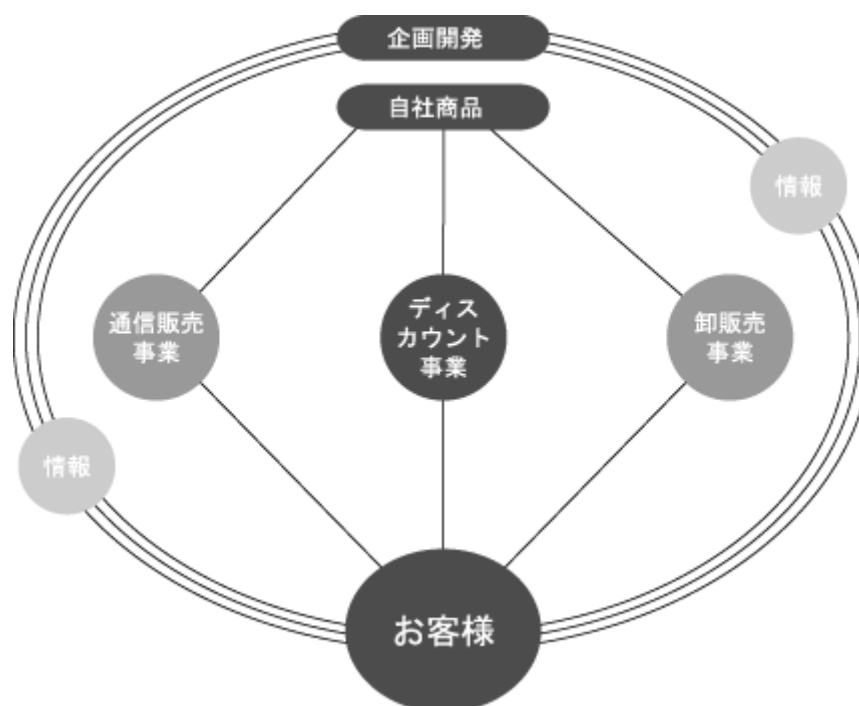 企画開発
自社商品
情報
通信販売
事業
ディス
カウント
事業
卸販売
事業
情報
お客様